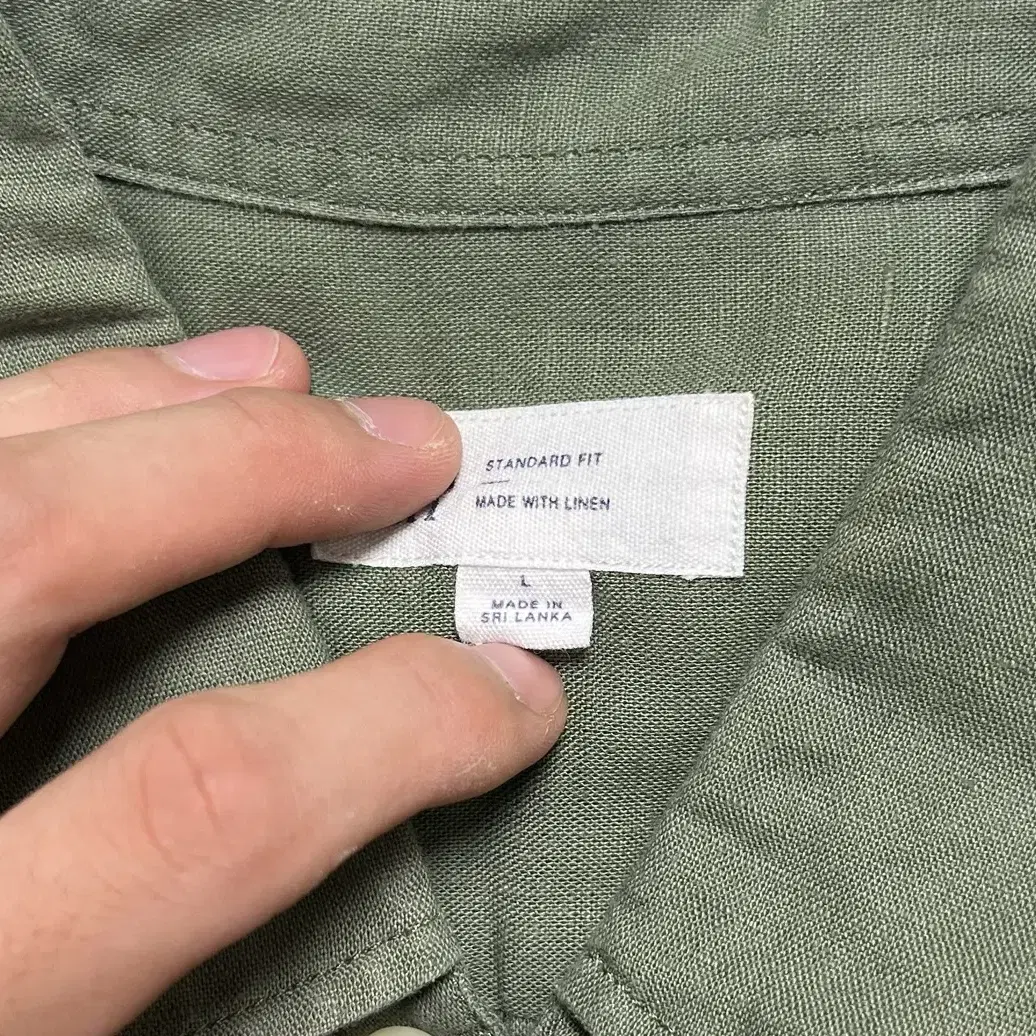 STANDARD FIT
MADE WITH LINEN
L
MADE IN
SRI LANKA